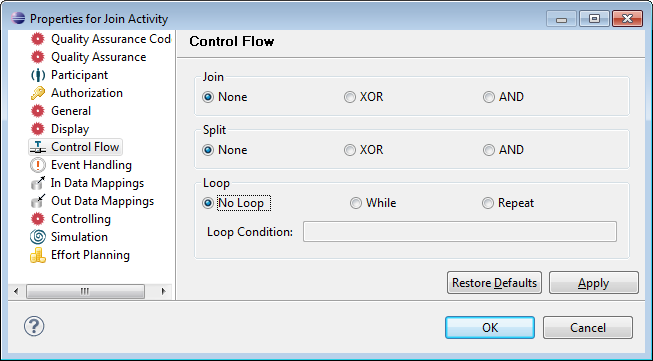 Properties for Join Activity
Quality Assurance Cod
Quality Assurance
Participant
Authorization
General
Display
Control Flow
Event Handling
In Data Mappings
Out Data Mappings
Controlling
Simulation
Effort Planning
Control Flow
Join
None XOR AND
Split
None XOR AND
Loop
No Loop While Repeat
Loop Condition:
Restore Defaults Apply
OK Cancel